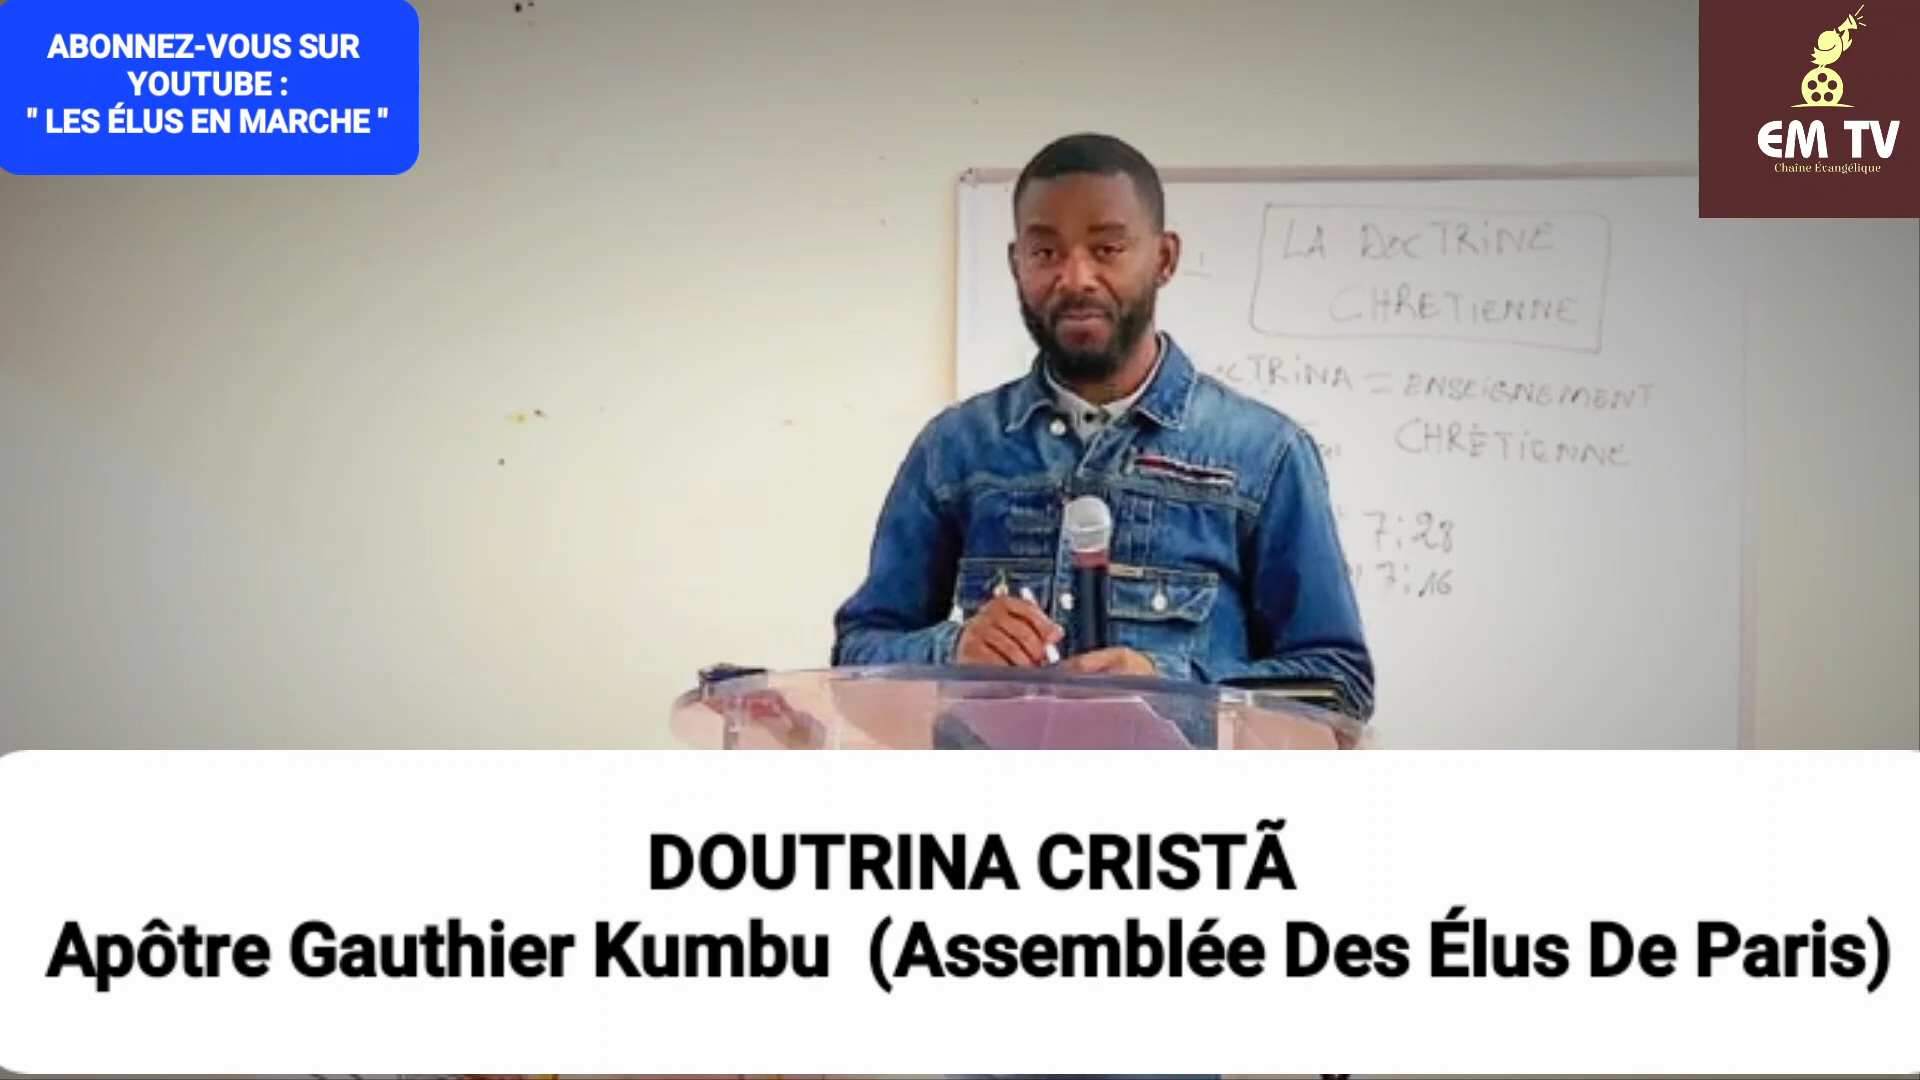 ABONNEZ-VOUS SUR
YOUTUBE :
" LES ÉLUS EN MARCHE "
EM TV
Chaîne Évangélique
LA DOCTRINE
CHRETIENNE
= ENSEIGNEMENT
CHRÉTIENNE
7:28
7:16
DOUTRINA CRISTÃ
Apôtre Gauthier Kumbu (Assemblée Des Élus De Paris)